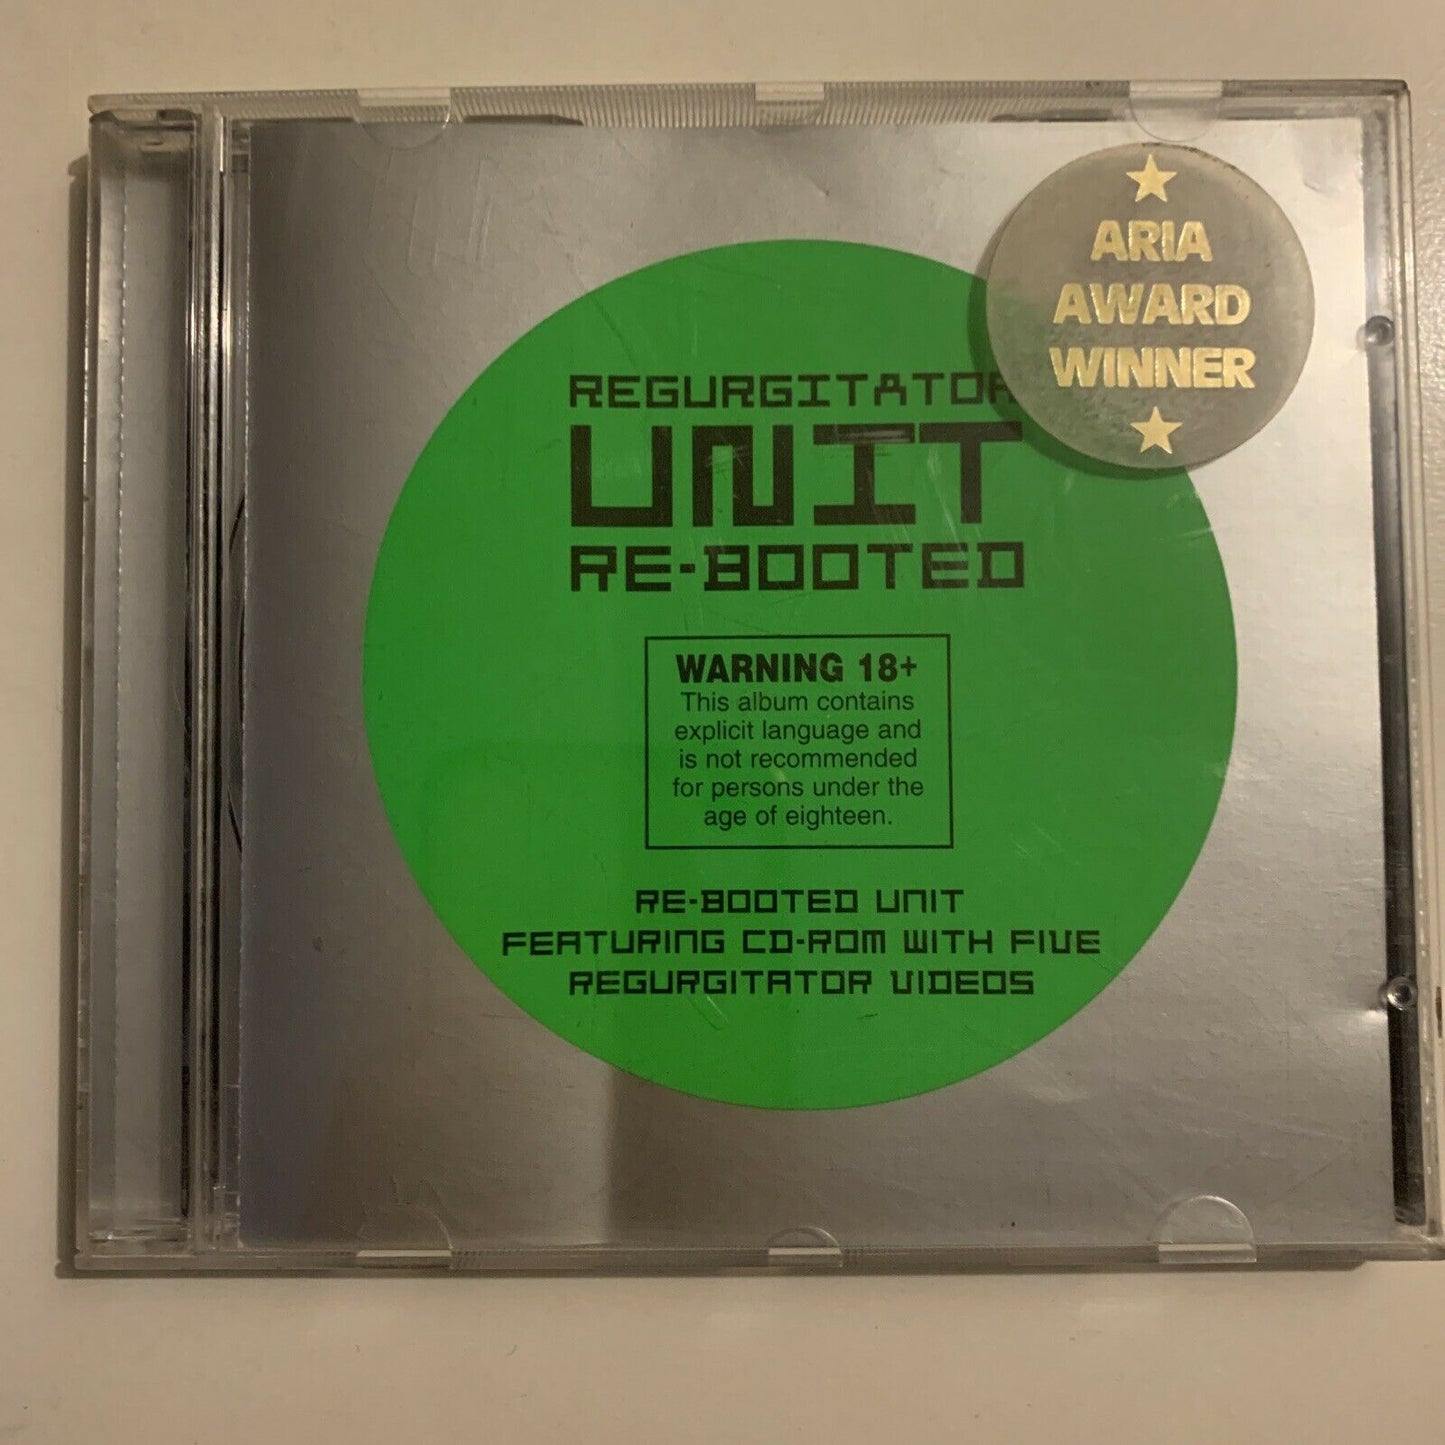 ARIA
AWARD
WINNER
REGURGITATOR
UNIT
RE-BOOTED
WARNING 18+
This album contains
explicit language and
is not recommended
for persons under the
age of eighteen.
RE-BOOTED UNIT
FEATURING CD-ROM WITH FIVE
REGURGITATOR VIDEOS